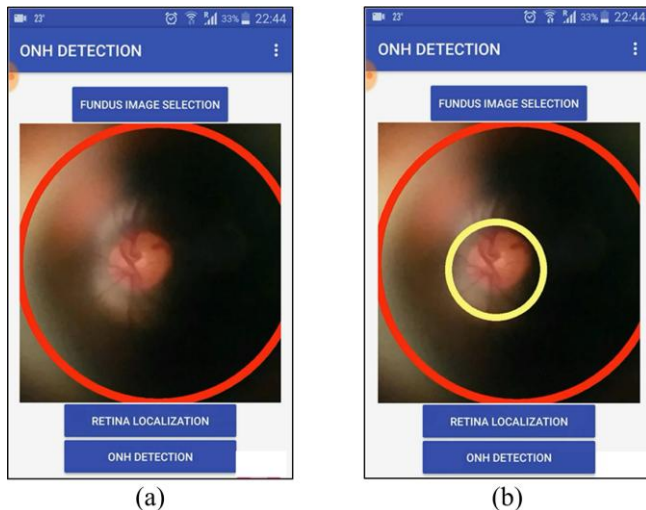 23° 33% 22:44
ONH DETECTION
FUNDUS IMAGE SELECTION
RETINA LOCALIZATION
ONH DETECTION
(a)
23° 33% 22:44
ONH DETECTION
FUNDUS IMAGE SELECTION
RETINA LOCALIZATION
ONH DETECTION
(b)